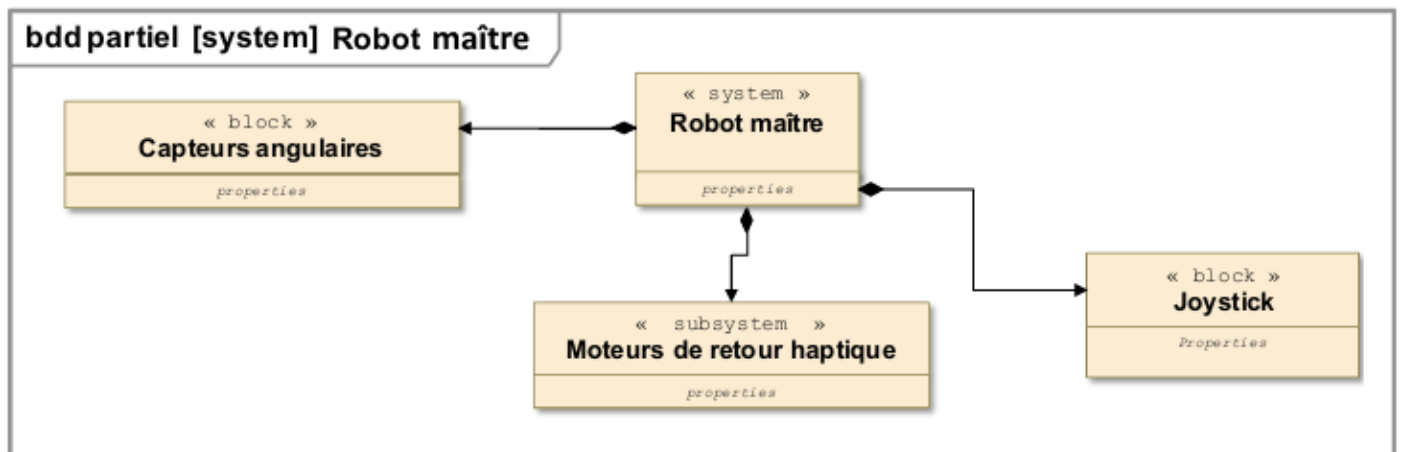 bdd partiel [system] Robot maître
« system »
Robot maître
properties
« block »
Capteurs angulaires
properties
« subsystem »
Moteurs de retour haptique
properties
« block »
Joystick
Properties